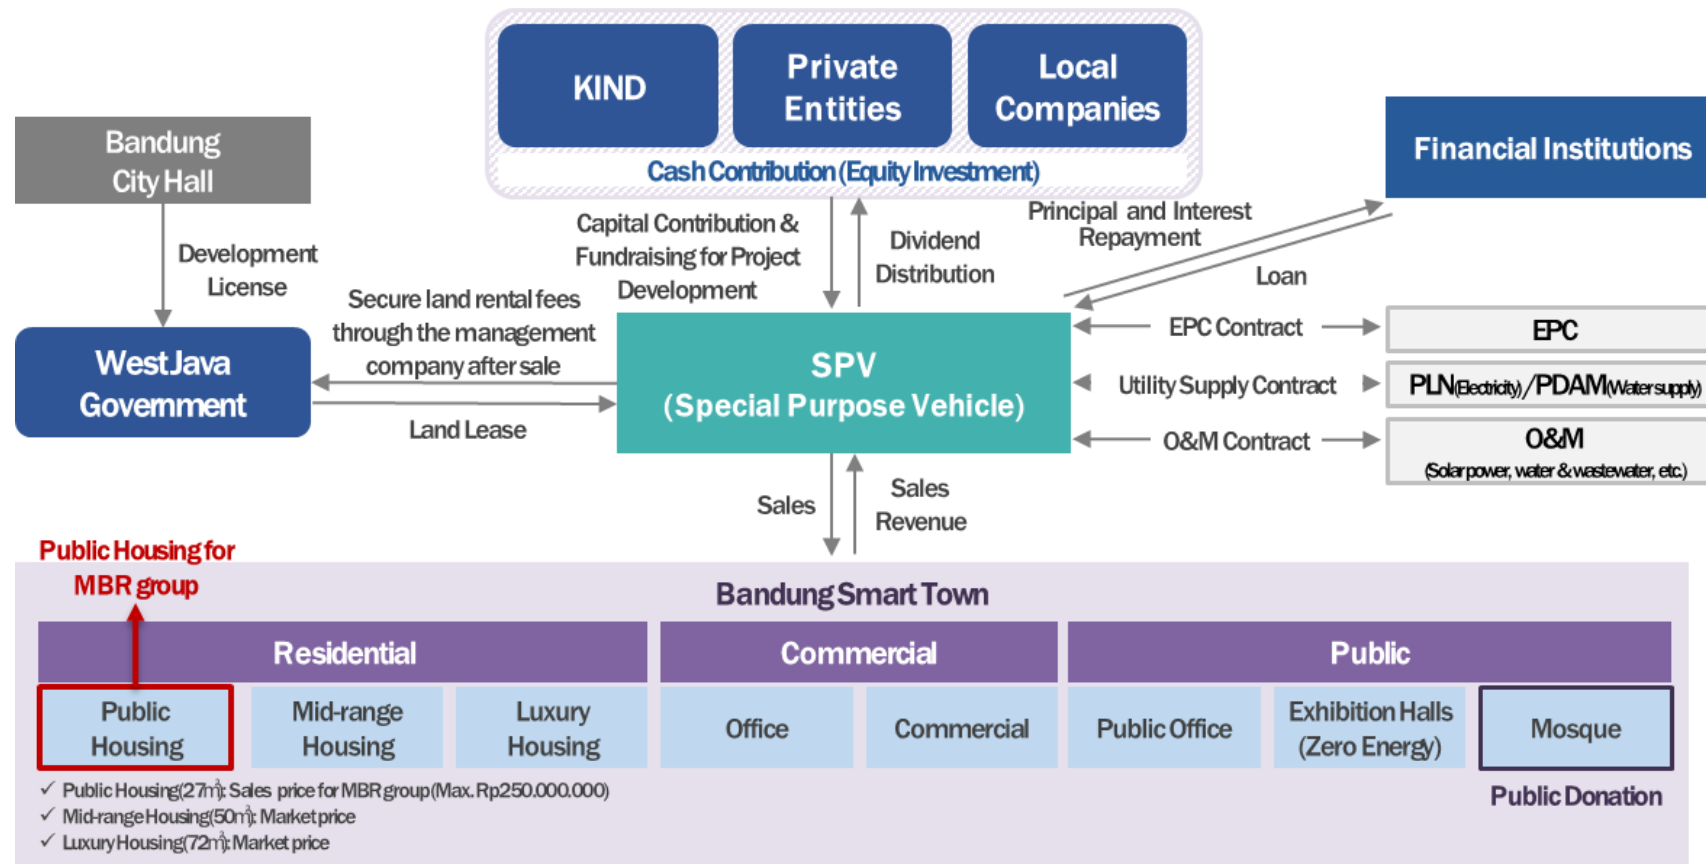 KIND
Private
Entities
Local
Companies
Cash Contribution (Equity Investment)
Bandung
City Hall
Financial Institutions
Development
License
Capital Contribution &
Fundraising for Project
Development
Dividend
Distribution
Principal and Interest
Repayment
Loan
Secure land rental fees
through the management
company after sale
West Java
Government
Land Lease
SPV
(Special Purpose Vehicle)
EPC Contract
EPC
Utility Supply Contract
PLN(Electricity)/PDAM(Water supply)
O&M Contract
O&M
(Solar power, water & wastewater, etc.)
Sales
Sales
Revenue
Public Housing for
MBR group
Bandung Smart Town
Residential
Commercial
Public
Public
Housing
Mid-range
Housing
Luxury
Housing
Office
Commercial
Public Office
Exhibition Halls
(Zero Energy)
Mosque
✓ Public Housing(27㎡): Sales price for MBR group (Max. Rp250.000.000)
✓ Mid-range Housing(50㎡): Market price
✓ Luxury Housing(72㎡): Market price
Public Donation